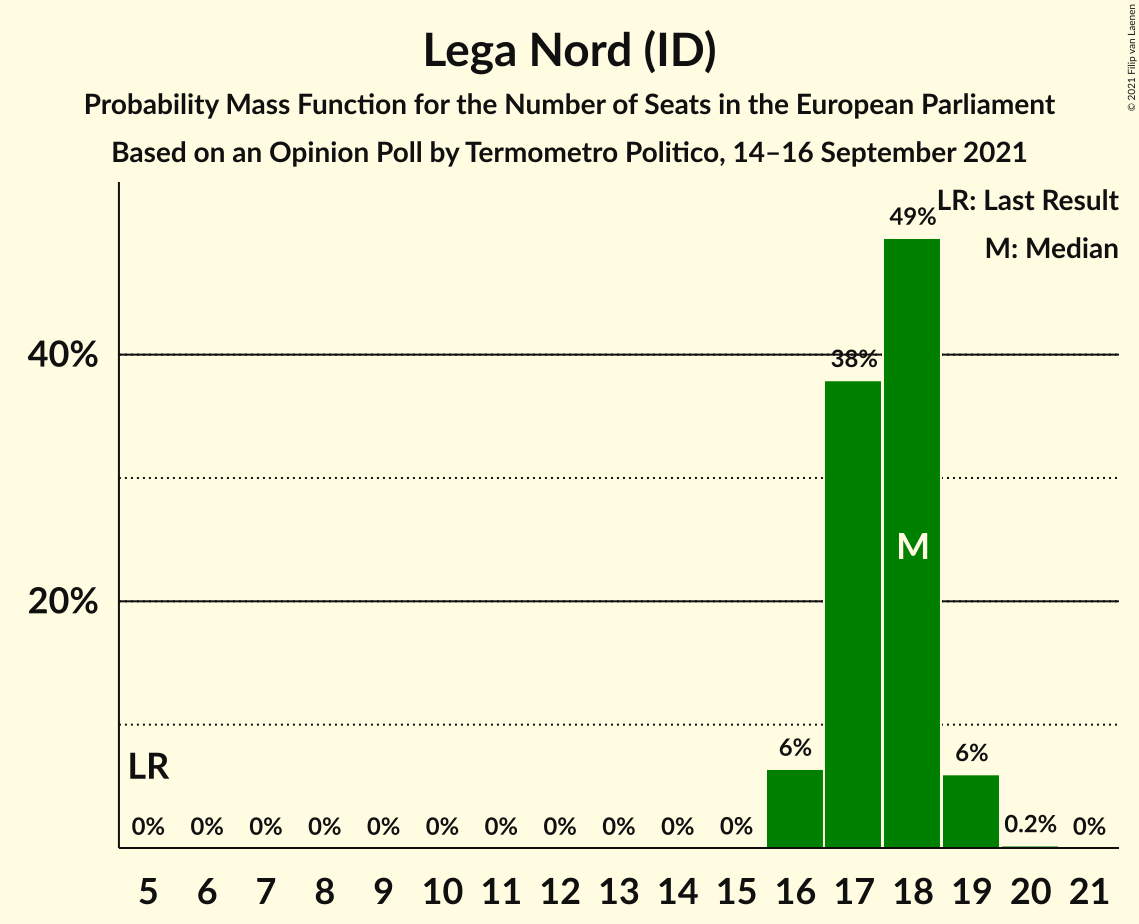 Lega Nord (ID)
Probability Mass Function for the Number of Seats in the European Parliament
Based on an Opinion Poll by Termometro Politico, 14–16 September 2021
© 2021 Filip van Laenen
LR: Last Result
M: Median
40%
20%
LR
0% 0% 0% 0% 0% 0% 0% 0% 0% 0% 0% 6% 38% 49% 6% 0.2% 0%
M
5 6 7 8 9 10 11 12 13 14 15 16 17 18 19 20 21